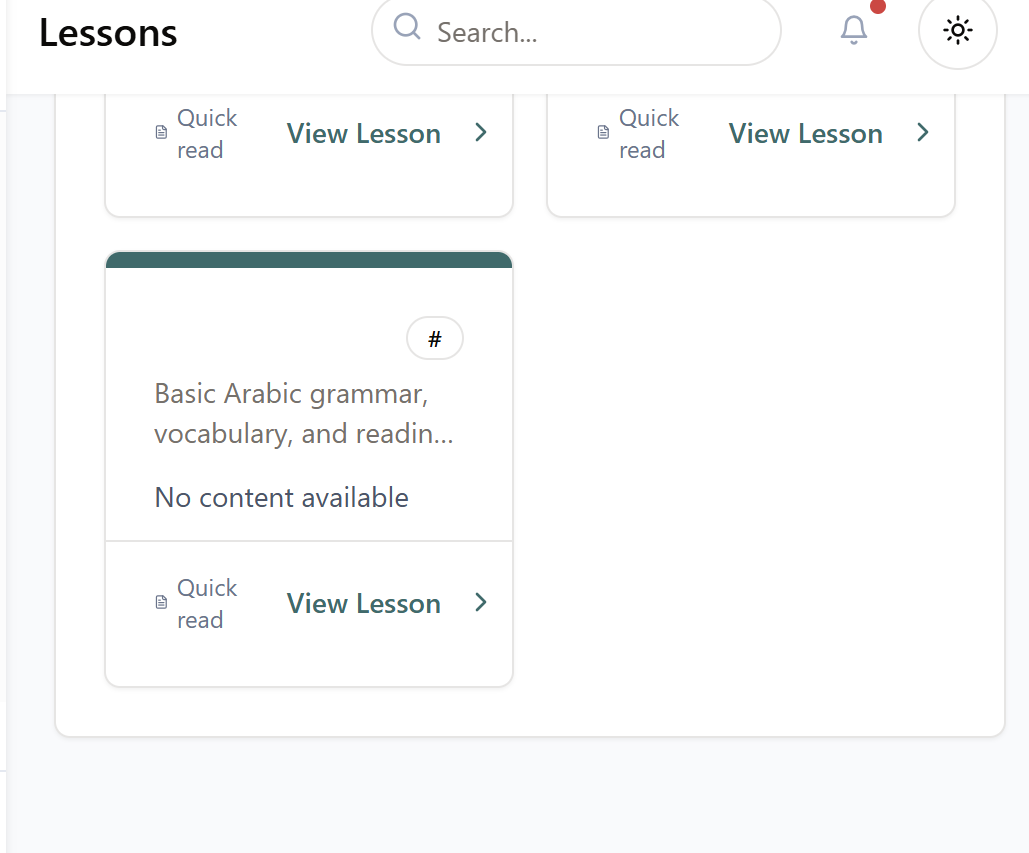 Lessons
Search...
Quick
read
View Lesson
Quick
read
View Lesson
#
Basic Arabic grammar,
vocabulary, and readin...
No content available
Quick
read
View Lesson